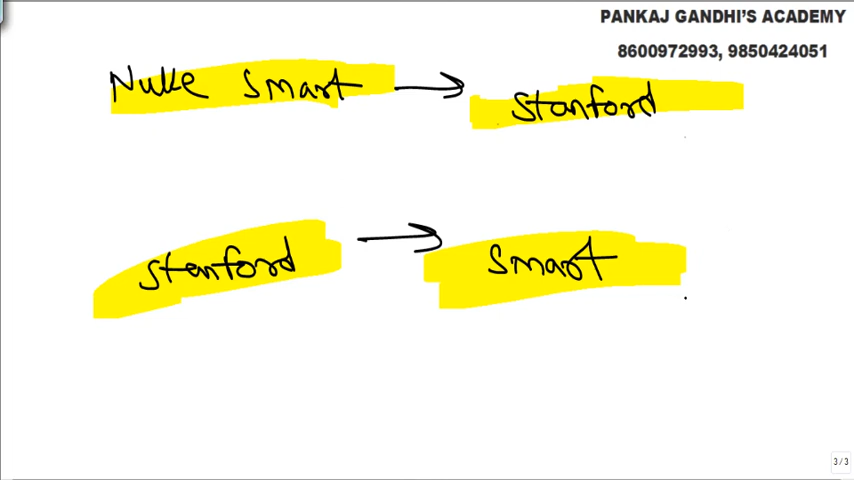 PANKAJ GANDHI'S ACADEMY
8600972993, 9850424051
Nuke Smart → Stanford
Stanford → Smart
3/3